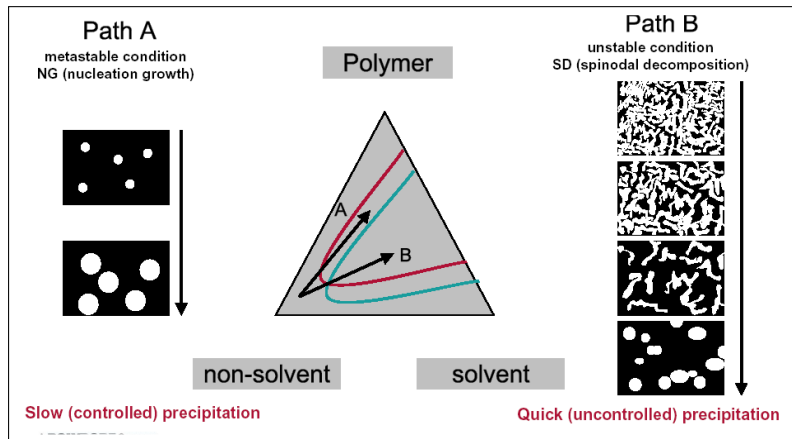 Path A
metastable condition
NG (nucleation growth)
Polymer
Path B
unstable condition
SD (spinodal decomposition)
A
B
non-solvent
solvent
Slow (controlled) precipitation
Quick (uncontrolled) precipitation